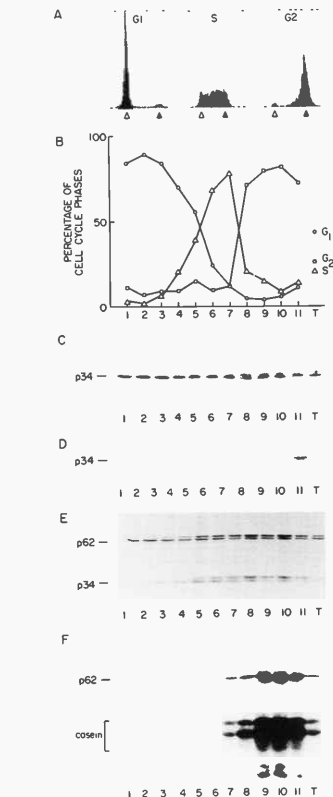 A
G1 S G2
B
PERCENTAGE OF
CELL CYCLE PHASES
100
50
0
G1
G2
S
1 2 3 4 5 6 7 8 9 10 11 T
C
p34
1 2 3 4 5 6 7 8 9 10 11 T
D
p34
1 2 3 4 5 6 7 8 9 10 11 T
E
p62
p34
1 2 3 4 5 6 7 8 9 10 11 T
F
p62
casein
1 2 3 4 5 6 7 8 9 10 11 T